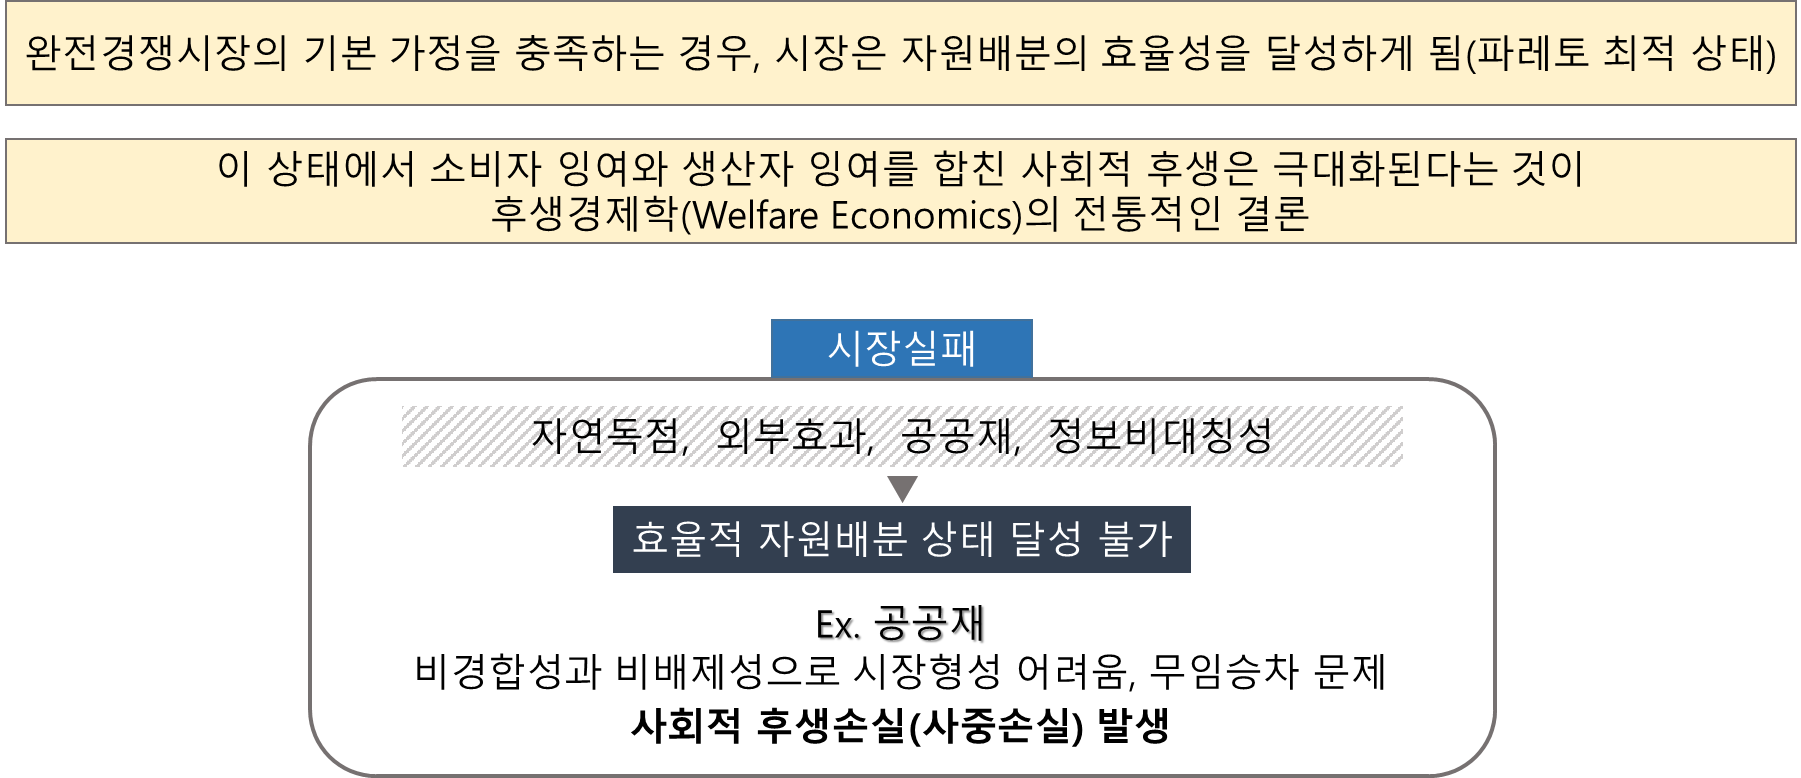 완전경쟁시장의 기본 가정을 충족하는 경우, 시장은 자원배분의 효율성을 달성하게 됨(파레토 최적 상태)
이 상태에서 소비자 잉여와 생산자 잉여를 합친 사회적 후생은 극대화된다는 것이
후생경제학(Welfare Economics)의 전통적인 결론
시장실패
자연독점, 외부효과, 공공재, 정보비대칭성
효율적 자원배분 상태 달성 불가
Ex. 공공재
비경합성과 비배제성으로 시장형성 어려움, 무임승차 문제
사회적 후생손실(사중손실) 발생